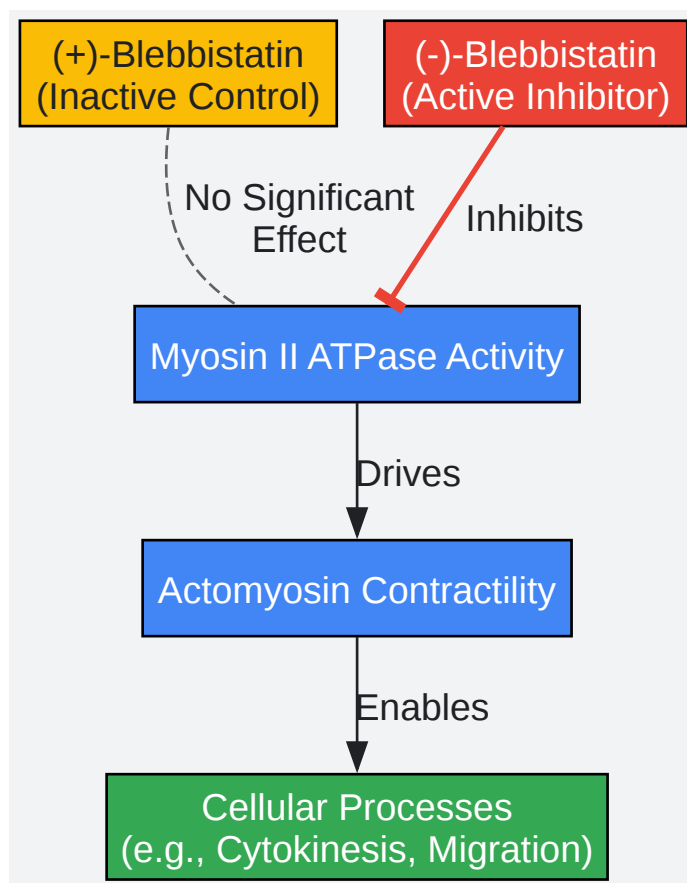 (+)-Blebbistatin
(Inactive Control)
(-)-Blebbistatin
(Active Inhibitor)
No Significant
Effect
Inhibits
Myosin II ATPase Activity
Drives
Actomyosin Contractility
Enables
Cellular Processes
(e.g., Cytokinesis, Migration)